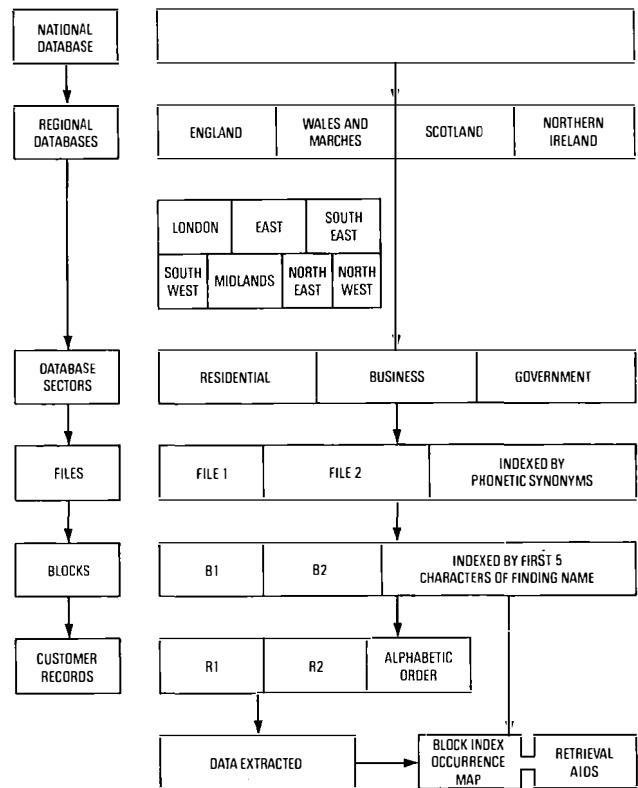 NATIONAL
DATABASE
REGIONAL
DATABASES
ENGLAND
WALES AND
MARCHES
SCOTLAND
NORTHERN
IRELAND
LONDON
EAST
SOUTH
EAST
SOUTH
WEST
MIDLANDS
NORTH
EAST
NORTH
WEST
DATABASE
SECTORS
RESIDENTIAL
BUSINESS
GOVERNMENT
FILES
FILE 1
FILE 2
INDEXED BY
PHONETIC SYNONYMS
BLOCKS
B1
B2
INDEXED BY FIRST 5
CHARACTERS OF FINDING NAME
CUSTOMER
RECORDS
R1
R2
ALPHABETIC
ORDER
DATA EXTRACTED
BLOCK INDEX
OCCURRENCE
MAP
RETRIEVAL
AIDS